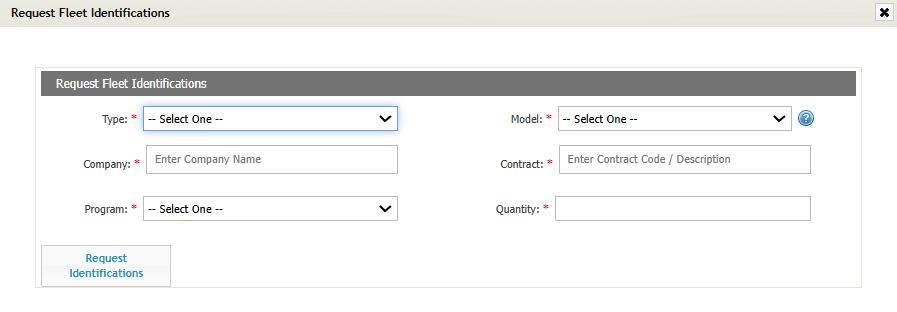 Request Fleet Identifications
Request Fleet Identifications
Type: * -- Select One -- Model: * -- Select One --
Company: * Enter Company Name Contract: * Enter Contract Code / Description
Program: * -- Select One -- Quantity: *
Request
Identifications